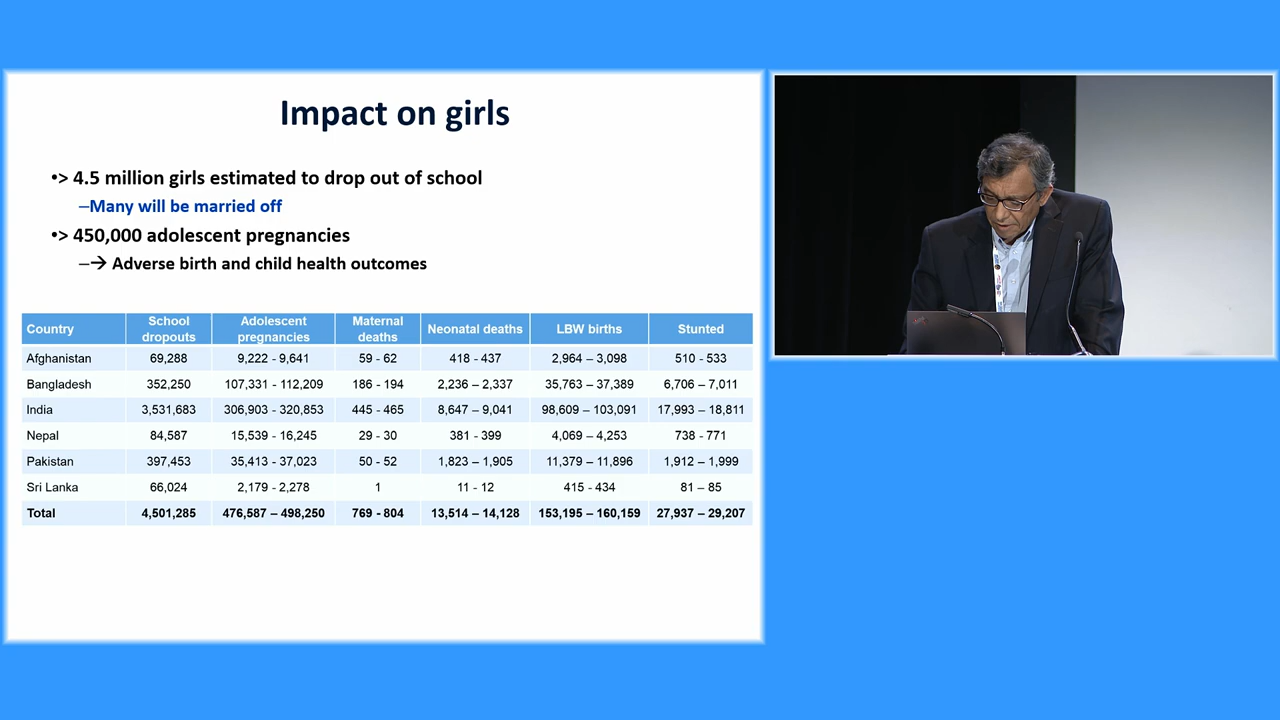 Impact on girls
•> 4.5 million girls estimated to drop out of school
–Many will be married off
•> 450,000 adolescent pregnancies
–→ Adverse birth and child health outcomes
Country School dropouts Adolescent pregnancies Maternal deaths Neonatal deaths LBW births Stunted
Afghanistan 69,288 9,222 - 9,641 59 - 62 418 - 437 2,964 – 3,098 510 - 533
Bangladesh 352,250 107,331 - 112,209 186 - 194 2,236 – 2,337 35,763 – 37,389 6,706 – 7,011
India 3,531,683 306,903 - 320,853 445 - 465 8,647 – 9,041 98,609 – 103,091 17,993 – 18,811
Nepal 84,587 15,539 - 16,245 29 - 30 381 - 399 4,069 – 4,253 738 - 771
Pakistan 397,453 35,413 - 37,023 50 - 52 1,823 – 1,905 11,379 – 11,896 1,912 – 1,999
Sri Lanka 66,024 2,179 - 2,278 1 11 - 12 415 - 434 81 – 85
Total 4,501,285 476,587 – 498,250 769 - 804 13,514 – 14,128 153,195 – 160,159 27,937 – 29,207